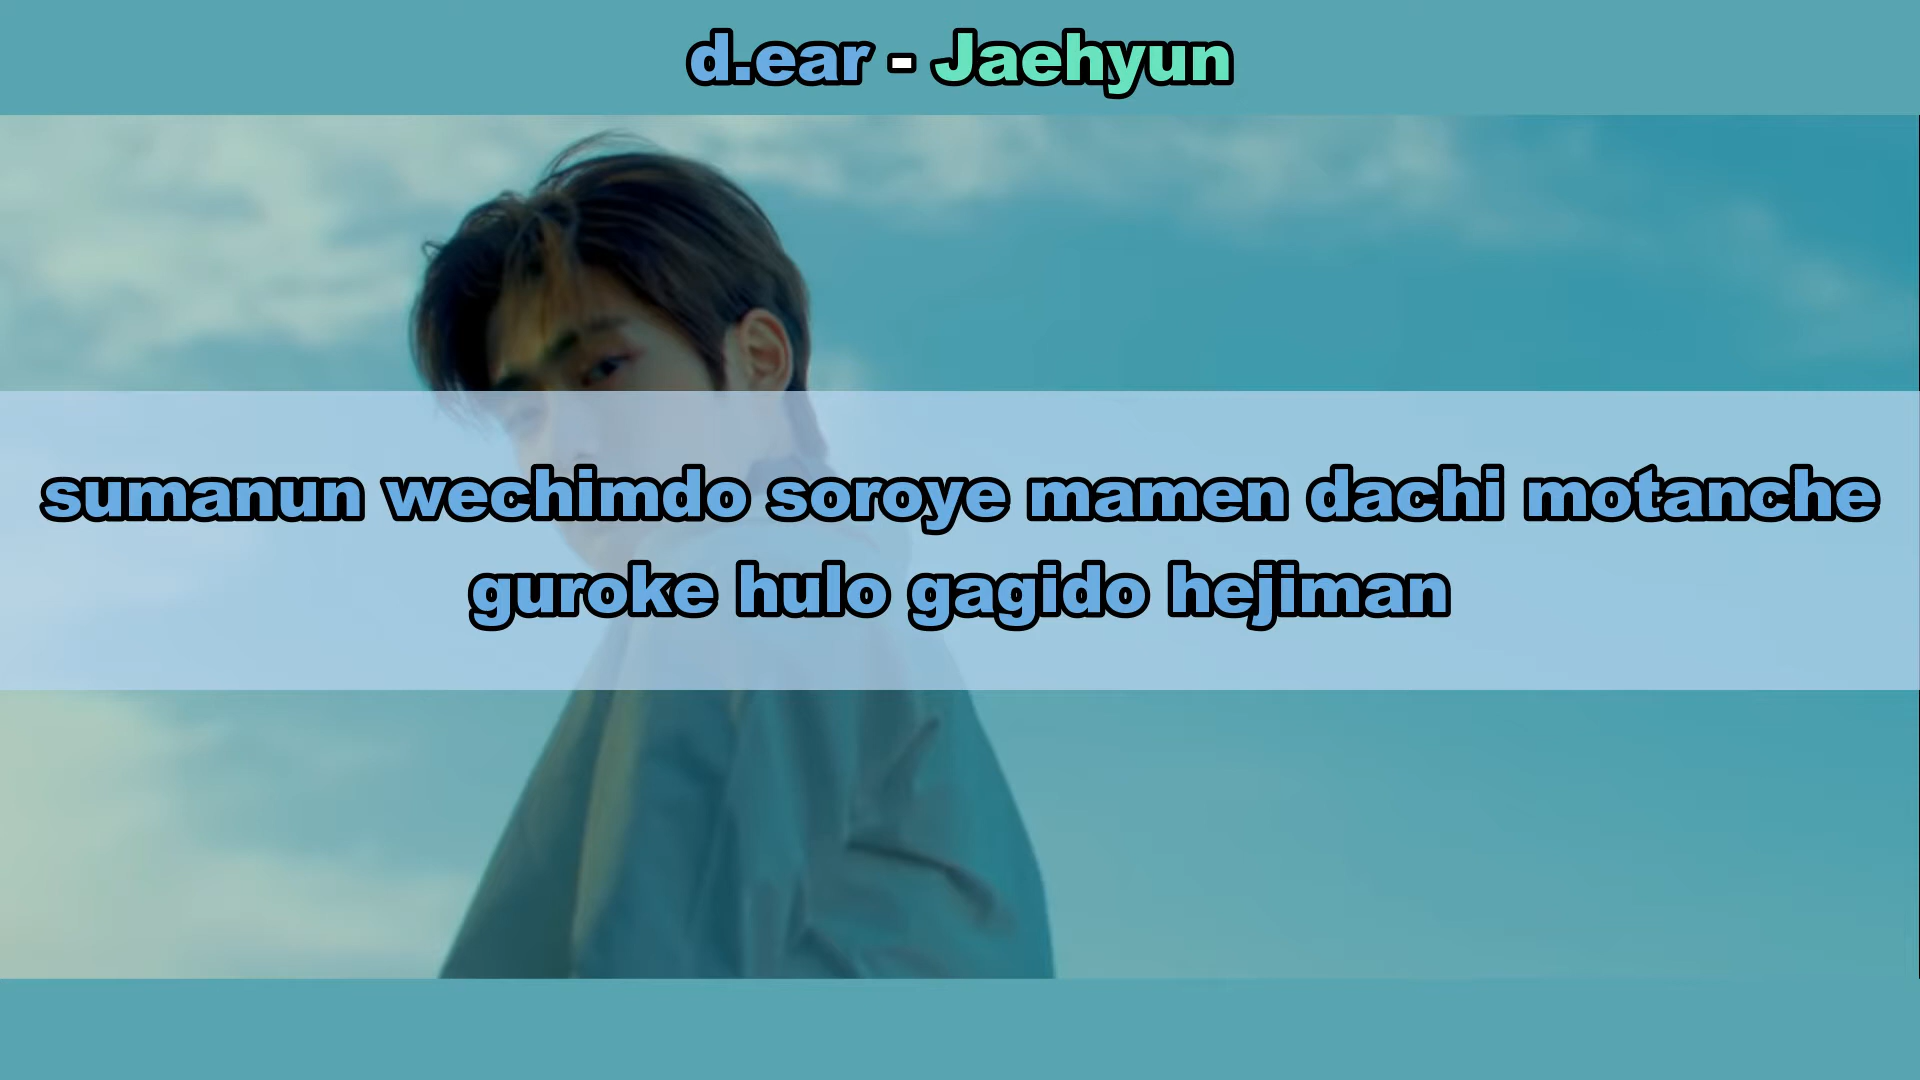 d.ear - Jaehyun
sumanun wechimdo soroye mamen dachi motanche
guroke hulo gagido hejiman